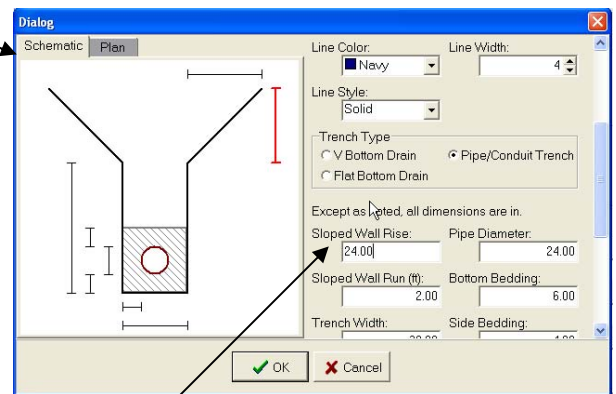 Dialog
Schematic Plan
Line Color: Line Width:
Navy 4
Line Style:
Solid
Trench Type
V Bottom Drain Pipe/Conduit Trench
Flat Bottom Drain
Except as ted, all dimensions are in.
Sloped Wall Rise: Pipe Diameter:
24.00 24.00
Sloped Wall Run (ft): Bottom Bedding:
2.00 6.00
Trench Width: Side Bedding:
OK Cancel